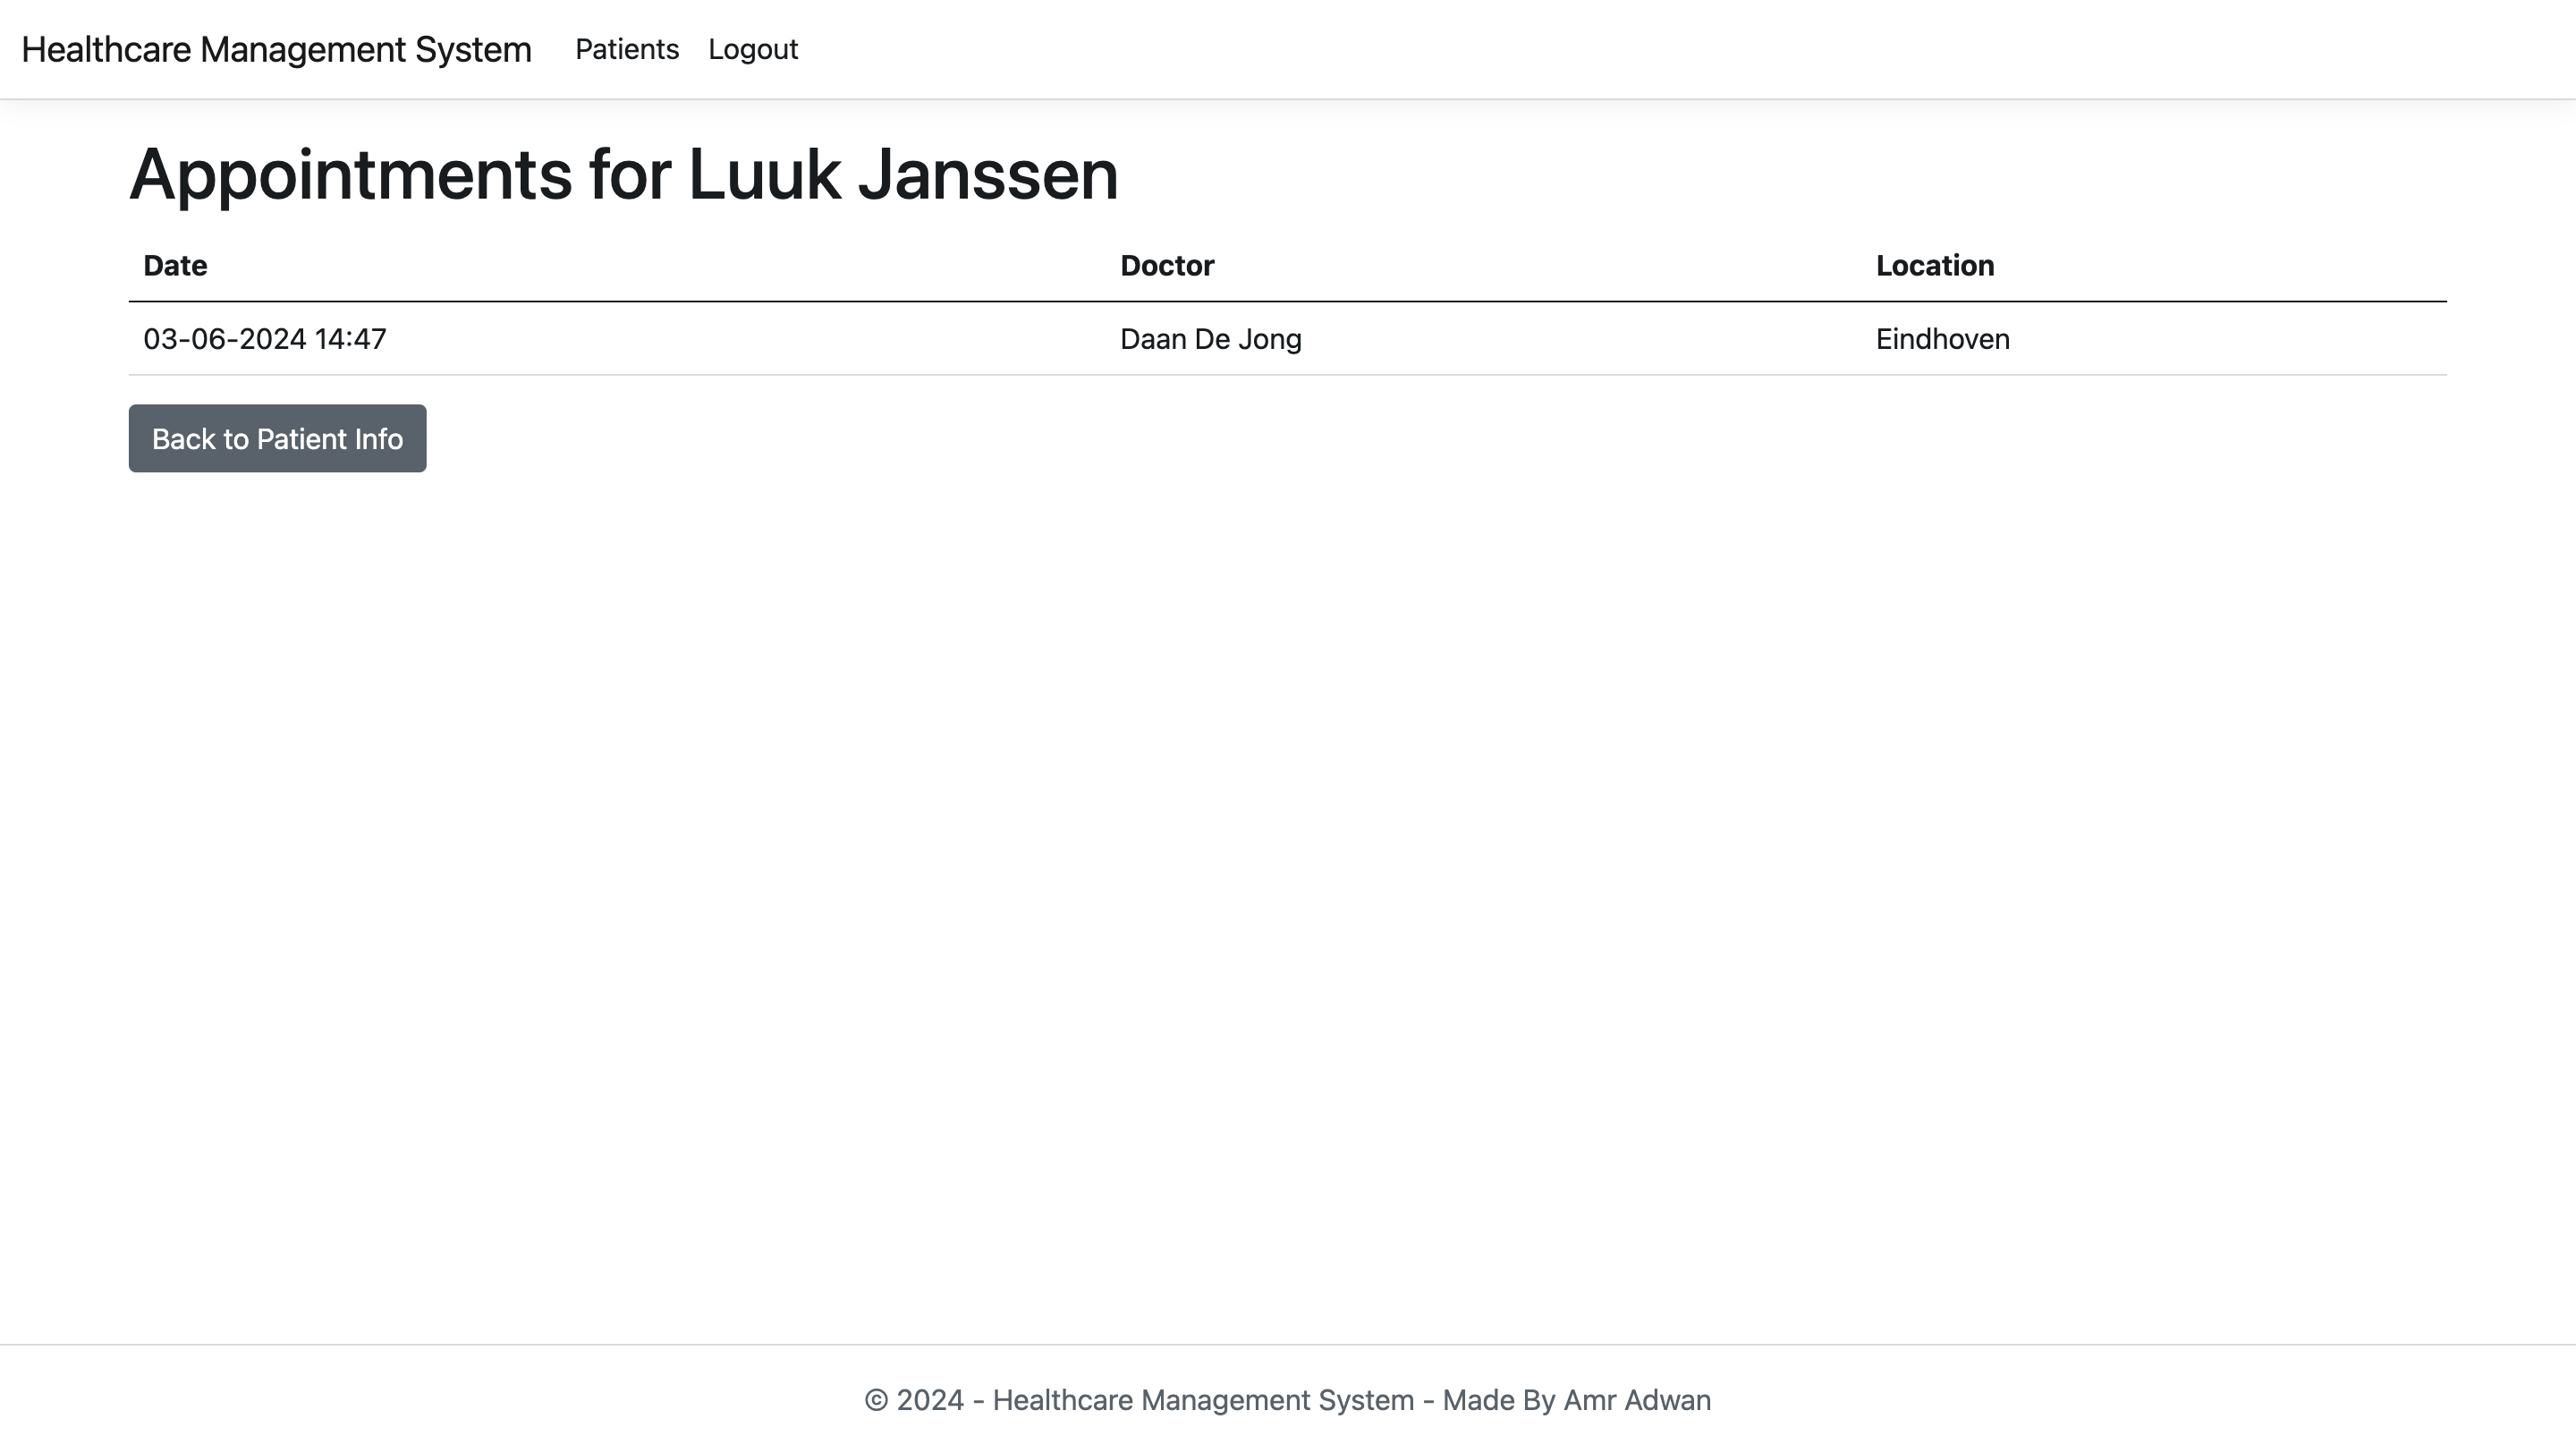 Healthcare Management System Patients Logout
Appointments for Luuk Janssen
Date Doctor Location
03-06-2024 14:47 Daan De Jong Eindhoven
Back to Patient Info
© 2024 - Healthcare Management System - Made By Amr Adwan